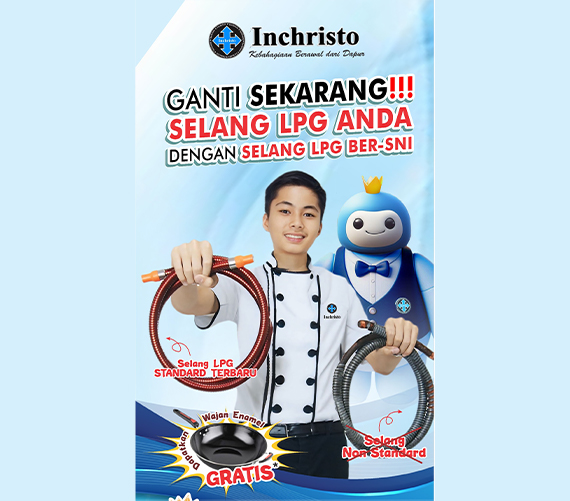 Inchristo
Kebahagiaan Berawal dari Dapur
GANTI SEKARANG!!!
SELANG LPG ANDA
DENGAN SELANG LPG BER-SNI
Inchristo
Selang LPG
STANDARD TERBARU
Selang
Non Standard
Dapatkan Wajan Enamel
GRATIS*